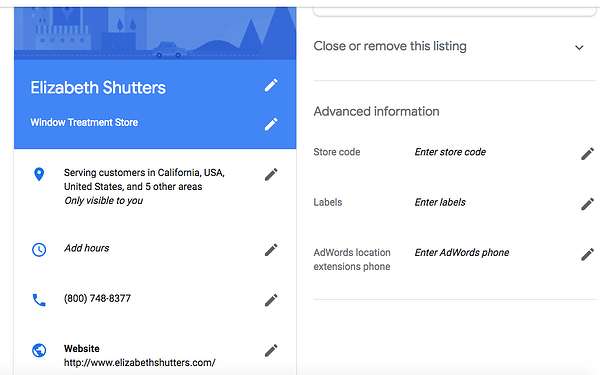 Elizabeth Shutters
Window Treatment Store
Serving customers in California, USA,
United States, and 5 other areas
Only visible to you
Add hours
(800) 748-8377
Website
http://www.elizabethshutters.com/
Close or remove this listing
Advanced information
Store code
Enter store code
Labels
Enter labels
AdWords location
extensions phone
Enter AdWords phone